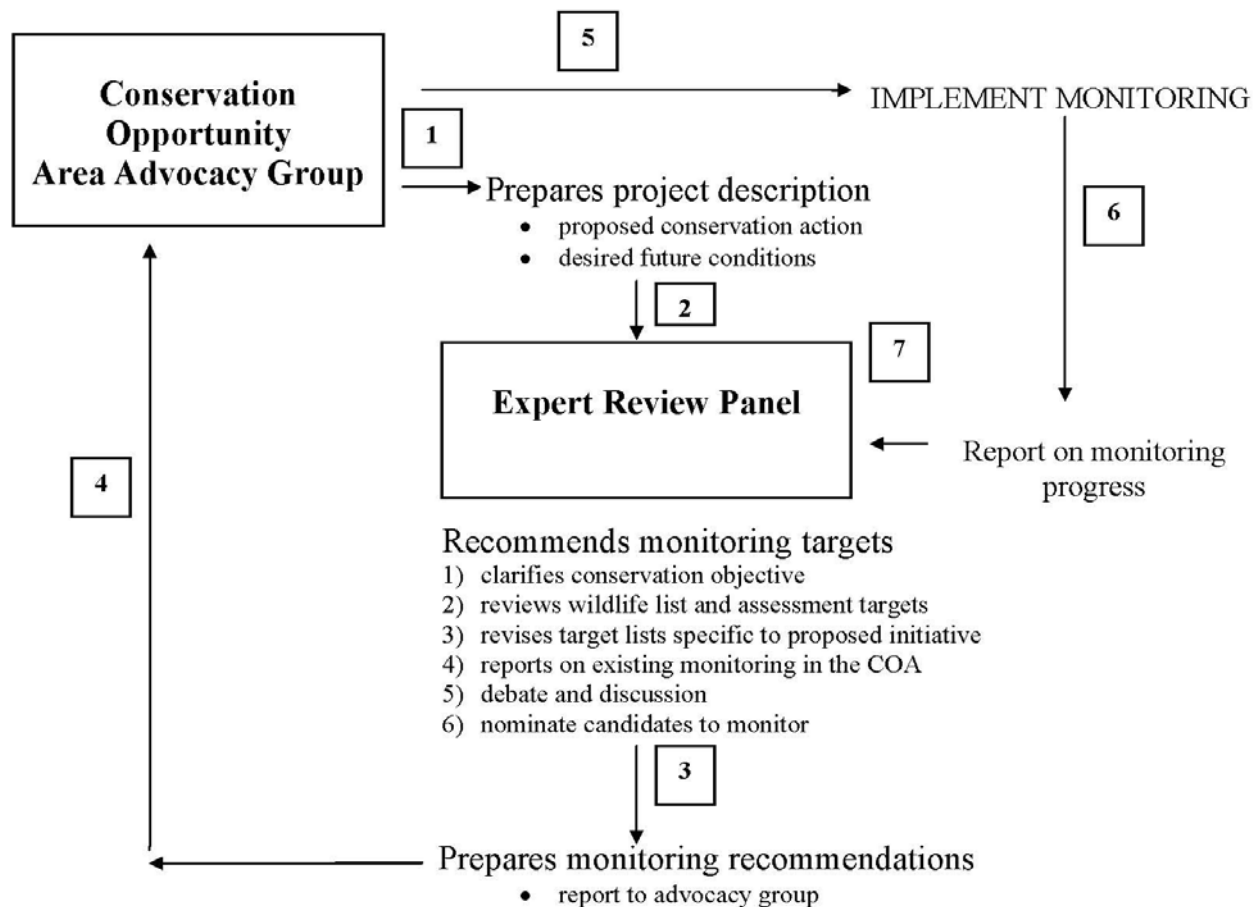 5
Conservation
Opportunity
Area Advocacy Group
IMPLEMENT MONITORING
1
Prepares project description
• proposed conservation action
• desired future conditions
6
2
7
Expert Review Panel
4
Report on monitoring
progress
Recommends monitoring targets
1) clarifies conservation objective
2) reviews wildlife list and assessment targets
3) revises target lists specific to proposed initiative
4) reports on existing monitoring in the COA
5) debate and discussion
6) nominate candidates to monitor
3
Prepares monitoring recommendations
• report to advocacy group